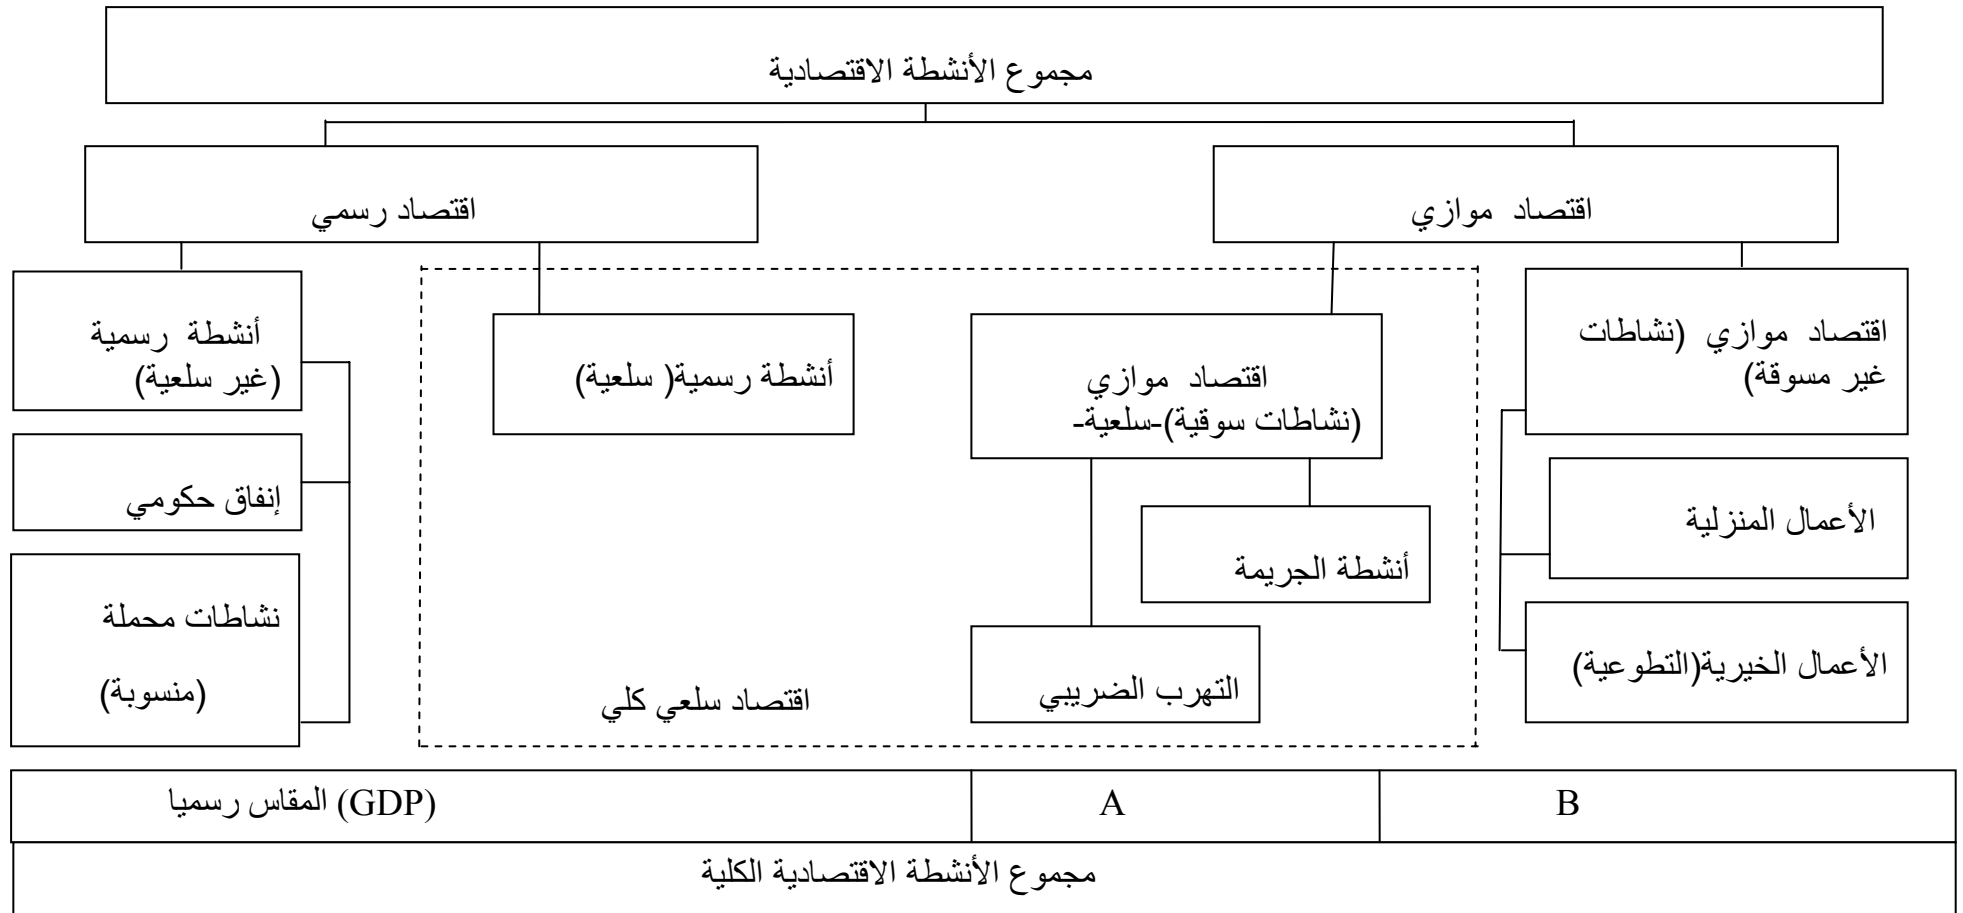 مجموع الأنشطة الاقتصادية
اقتصاد موازي
اقتصاد رسمي
اقتصاد موازي (نشاطات
غير مسوقة)
اقتصاد موازي
(نشاطات سوقية)-سلعية-
أنشطة رسمية( سلعية)
أنشطة رسمية
(غير سلعية)
الأعمال المنزلية
أنشطة الجريمة
إنفاق حكومي
الأعمال الخيرية(التطوعية)
التهرب الضريبي
اقتصاد سلعي كلي
نشاطات محملة
(منسوبة)
B
A
(GDP) المقاس رسميا
مجموع الأنشطة الاقتصادية الكلية